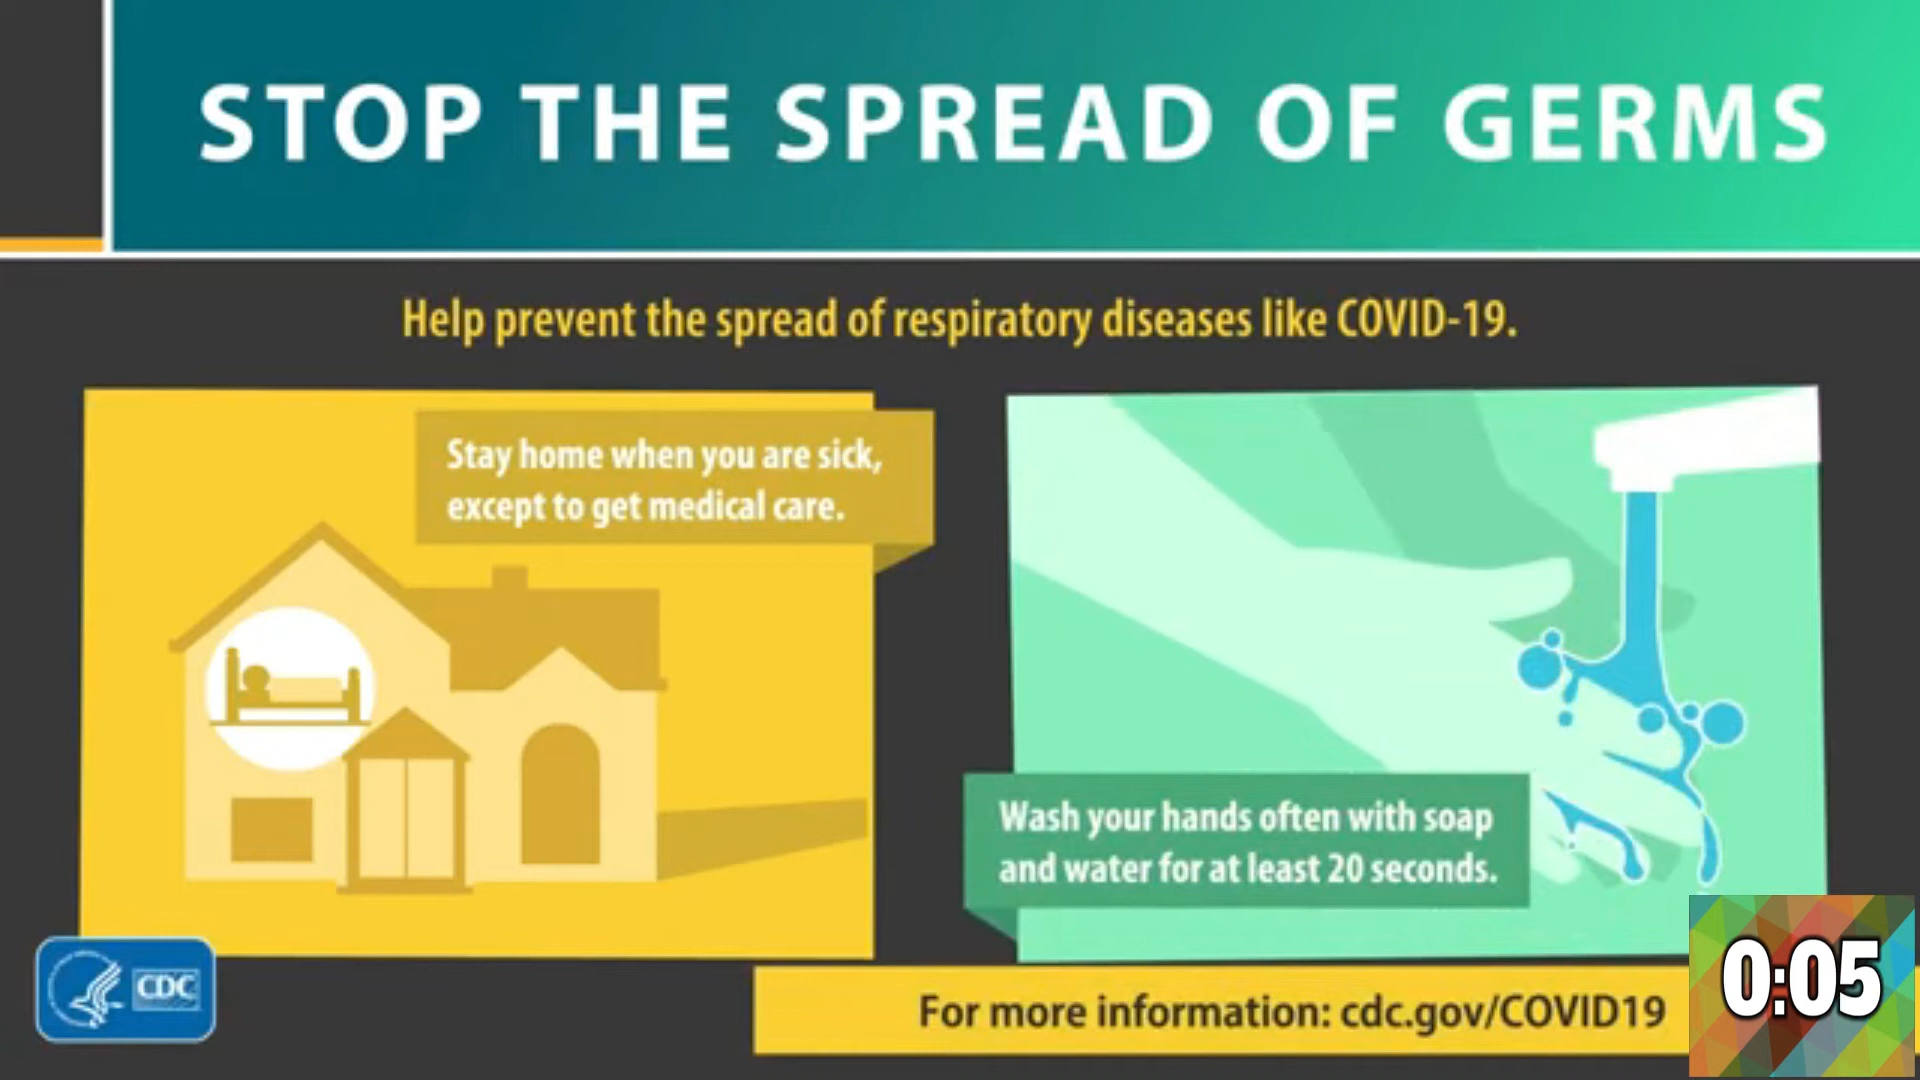 STOP THE SPREAD OF GERMS
Help prevent the spread of respiratory diseases like COVID-19.
Stay home when you are sick,
except to get medical care.
Wash your hands often with soap
and water for at least 20 seconds.
CDC
For more information: cdc.gov/COVID19
0:05